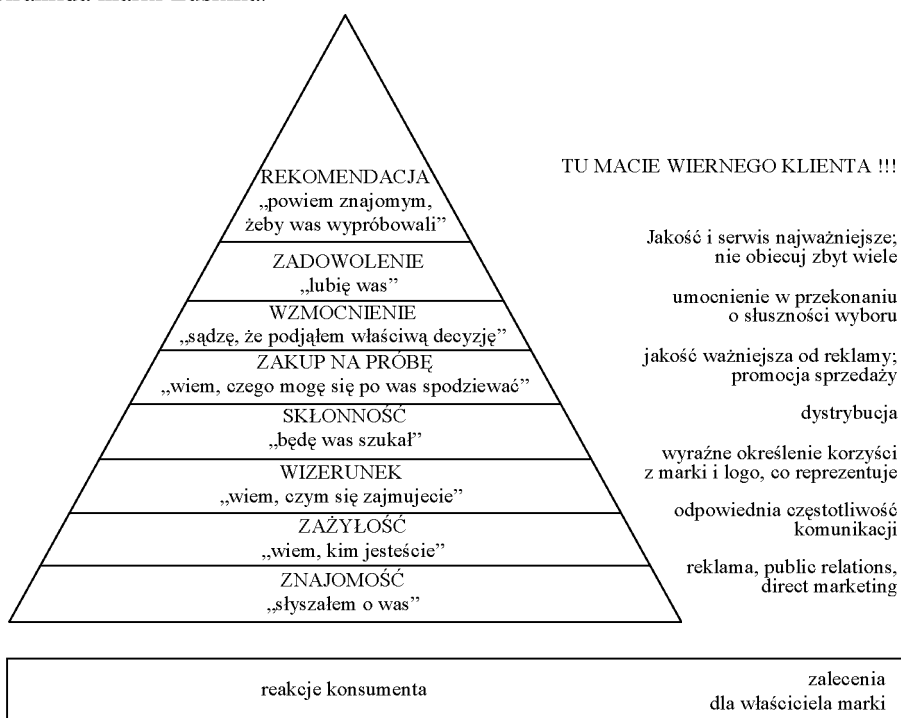 REKOMENDACJA
„powiem znajomym,
żeby was wypróbowali”
ZADOWOLENIE
„lubię was”
WZMOCNIENIE
„sądzę, że podjąłem właściwą decyzję”
ZAKUP NA PRÓBĘ
„wiem, czego mogę się po was spodziewać”
SKŁONNOŚĆ
„będę was szukał”
WIZERUNEK
„wiem, czym się zajmujecie”
ZAŻYŁOŚĆ
„wiem, kim jesteście”
ZNAJOMOŚĆ
„słyszałem o was”
TU MACIE WIERNEGO KLIENTA !!!
Jakość i serwis najważniejsze;
nie obiecuj zbyt wiele
umocnienie w przekonaniu
o słuszności wyboru
jakość ważniejsza od reklamy;
promocja sprzedaży
dystrybucja
wyraźne określenie korzyści
z marki i logo, co reprezentuje
odpowiednia częstotliwość
komunikacji
reklama, public relations,
direct marketing
reakcje konsumenta
zalecenia
dla właściciela marki